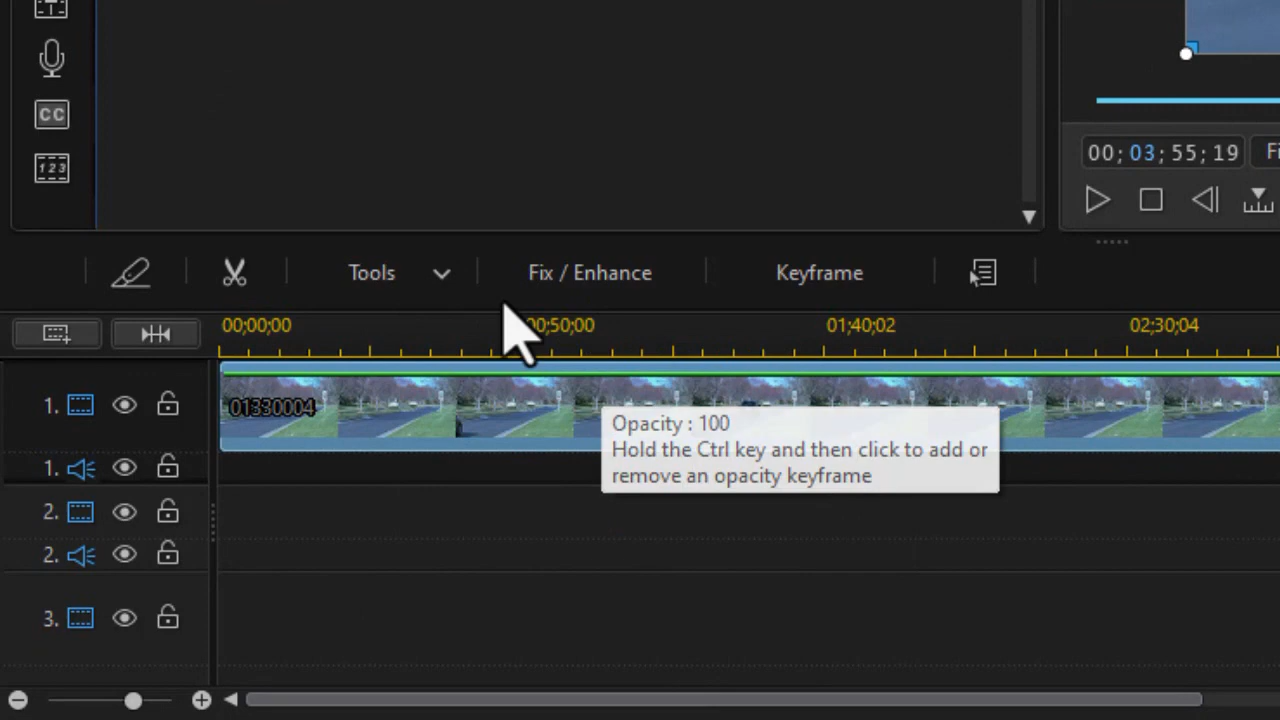 CC
123
00;03;55;19
Fi
Tools
Fix / Enhance
Keyframe
00;00;00
00;50;00
01;40;02
02;30;04
1.
01330004
Opacity : 100
Hold the Ctrl key and then click to add or
remove an opacity keyframe
1.
2.
2.
3.